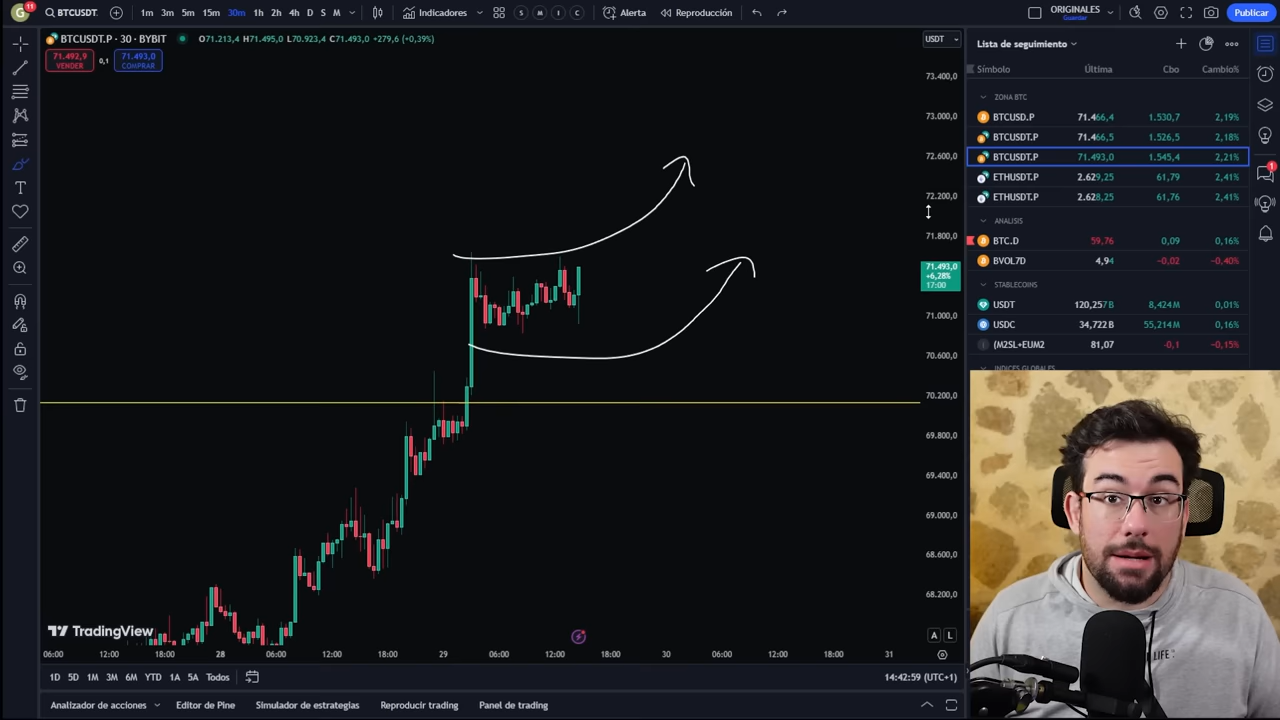 G
11
BTCUSDT.
1m 3m 5m 15m 30m 1h 2h 4h D S M
Indicadores
S M I C
Alerta
Reproducción
ORIGINALES
Guardar
Publicar
BTCUSDT.P · 30 · BYBIT
O71.213,4 H71.495,0 L70.923,4 C71.493,0 +279,6 (+0,39%)
71.492,9
VENDER
0,1
71.493,0
COMPRAR
USDT
73.400,0
73.000,0
72.600,0
72.200,0
71.800,0
71.493,0
+6,28%
17:00
71.000,0
70.600,0
70.200,0
69.800,0
69.400,0
69.000,0
68.600,0
68.200,0
A L
TradingView
06:00 12:00 18:00 28 06:00 12:00 18:00 29 06:00 12:00 18:00 30 06:00 12:00 18:00 31
1D 5D 1M 3M 6M YTD 1A 5A Todos
14:42:59 (UTC+1)
Analizador de acciones
Editor de Pine
Simulador de estrategias
Reproducir trading
Panel de trading
Lista de seguimiento
Símbolo Última Cbo Cambio%
ZONA BTC
BTCUSD.P 71.466,4 1.530,7 2,19%
BTCUSDT.P 71.466,5 1.526,5 2,18%
BTCUSDT.P 71.493,0 1.545,4 2,21%
ETHUSDT.P 2.629,25 61,79 2,41%
ETHUSDT.P 2.628,25 61,76 2,41%
ANALISIS
BTC.D 59,76 0,09 0,16%
BVOL7D 4,94 −0,02 −0,40%
STABLECOINS
USDT 120,257 B 8,424 M 0,01%
USDC 34,722 B 55,214 M 0,16%
(M2SL+EUM2 81,07 −0,1 −0,15%
INDICES GLOBALES
1
LIFE :